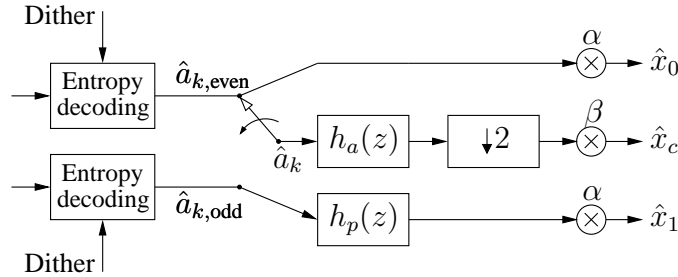 Dither
Entropy decoding
â_{k,even}
α
x̂_0
â_k
h_a(z)
↓2
β
x̂_c
Entropy decoding
â_{k,odd}
h_p(z)
α
x̂_1
Dither